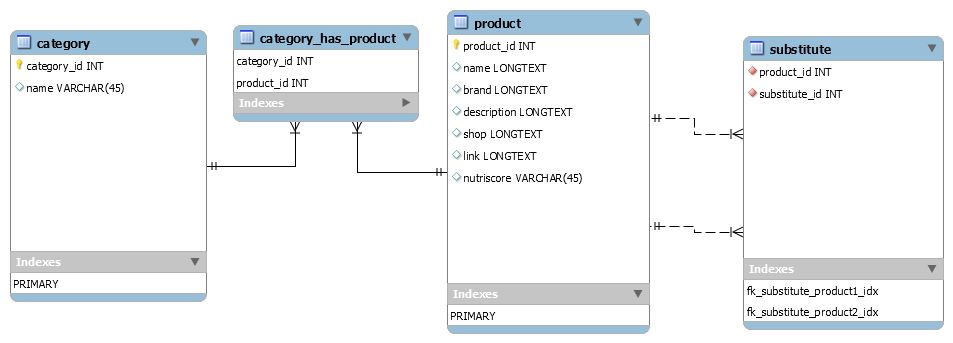 category
category_id INT
name VARCHAR(45)
Indexes
PRIMARY
category_has_product
category_id INT
product_id INT
Indexes
product
product_id INT
name LONGTEXT
brand LONGTEXT
description LONGTEXT
shop LONGTEXT
link LONGTEXT
nutriscore VARCHAR(45)
Indexes
PRIMARY
substitute
product_id INT
substitute_id INT
Indexes
fk_substitute_product1_idx
fk_substitute_product2_idx